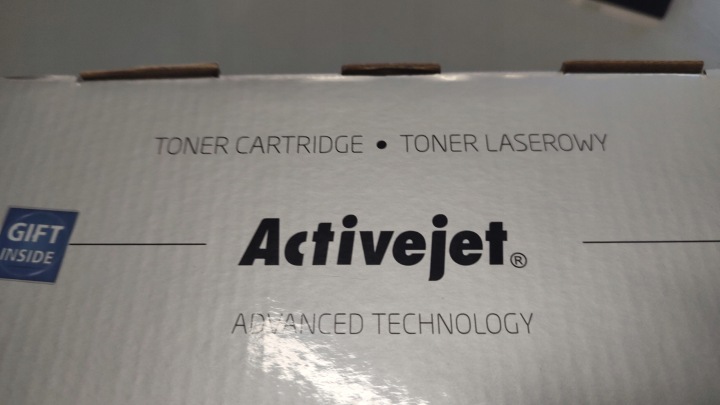 TONER CARTRIDGE • TONER LASEROWY
GIFT
INSIDE
Activejet®
ADVANCED TECHNOLOGY